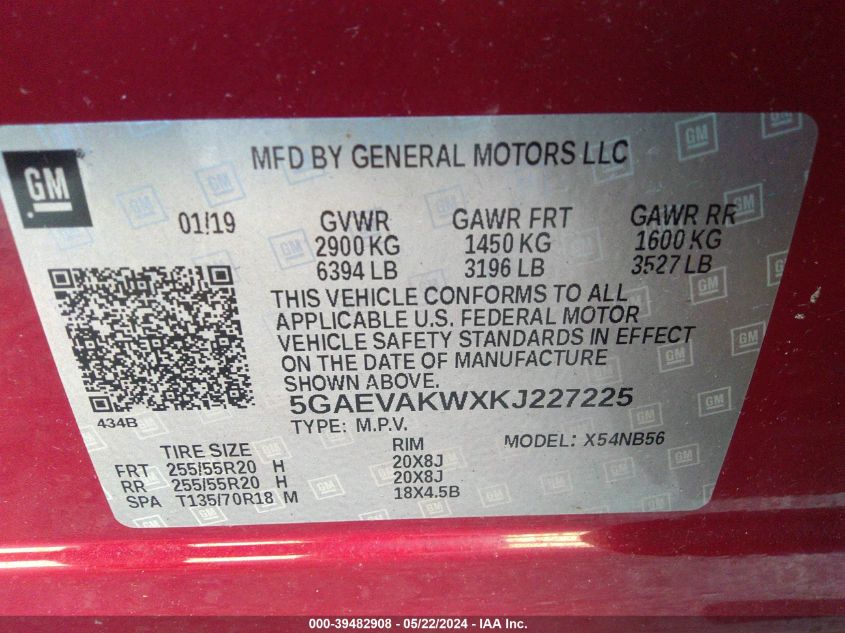 GM
MFD BY GENERAL MOTORS LLC
01/19 GVWR GAWR FRT GAWR RR
2900 KG 1450 KG 1600 KG
6394 LB 3196 LB 3527 LB
THIS VEHICLE CONFORMS TO ALL
APPLICABLE U.S. FEDERAL MOTOR
VEHICLE SAFETY STANDARDS IN EFFECT
ON THE DATE OF MANUFACTURE
SHOWN ABOVE.
434B
5GAEVAKWXKJ227225
TYPE: M.P.V. MODEL: X54NB56
TIRE SIZE RIM
FRT 255/55R20 H 20X8J
RR 255/55R20 H 20X8J
SPA T135/70R18 M 18X4.5B
000-39482908 - 05/22/2024 - IAA Inc.